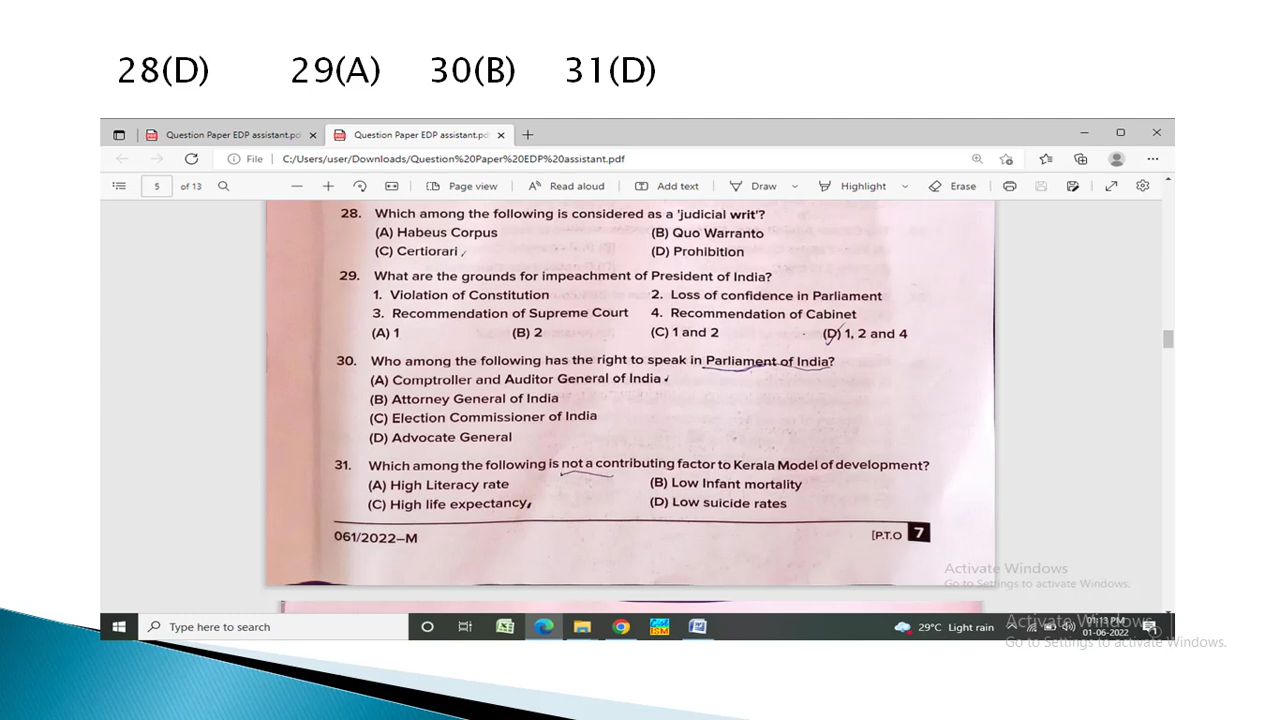 28(D) 29(A) 30(B) 31(D)
Question Paper EDP assistant.pd Question Paper EDP assistant.pd
File C:/Users/user/Downloads/Question%20Paper%20EDP%20assistant.pdf
5 of 13 Page view Read aloud Add text Draw Highlight Erase
28. Which among the following is considered as a 'judicial writ'?
(A) Habeus Corpus (B) Quo Warranto
(C) Certiorari (D) Prohibition
29. What are the grounds for impeachment of President of India?
1. Violation of Constitution 2. Loss of confidence in Parliament
3. Recommendation of Supreme Court 4. Recommendation of Cabinet
(A) 1 (B) 2 (C) 1 and 2 (D) 1, 2 and 4
30. Who among the following has the right to speak in Parliament of India?
(A) Comptroller and Auditor General of India
(B) Attorney General of India
(C) Election Commissioner of India
(D) Advocate General
31. Which among the following is not a contributing factor to Kerala Model of development?
(A) High Literacy rate (B) Low Infant mortality
(C) High life expectancy (D) Low suicide rates
061/2022–M [P.T.O 7
Activate Windows
Go to Settings to activate Windows.
Type here to search 29°C Light rain 01:13 PM
01-06-2022
Activate Windows
Go to Settings to activate Windows.